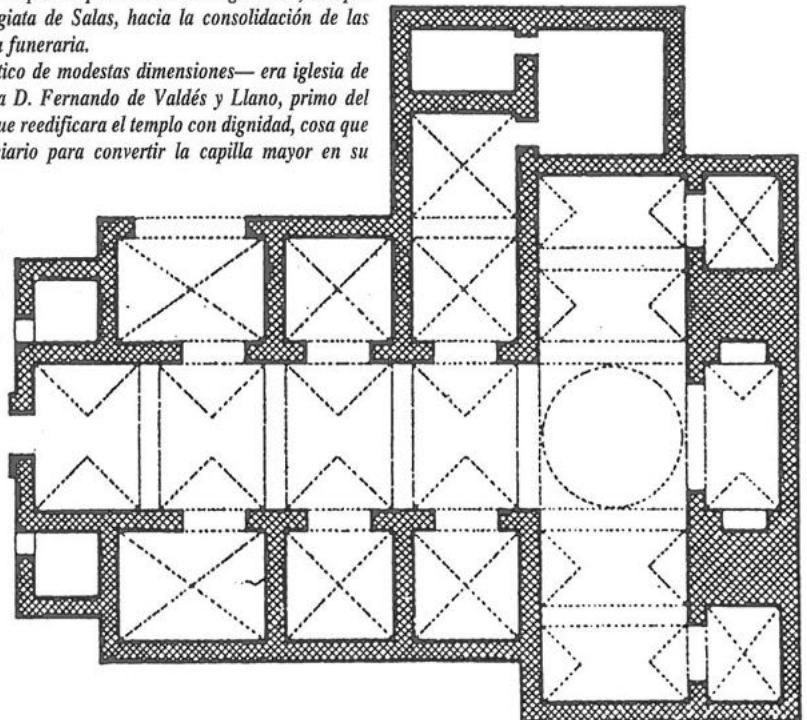 giata de Salas, hacia la consolidación de las
funeraria.
tico de modestas dimensiones— era iglesia de
a D. Fernando de Valdés y Llano, primo del
ue reedificara el templo con dignidad, cosa que
iario para convertir la capilla mayor en su